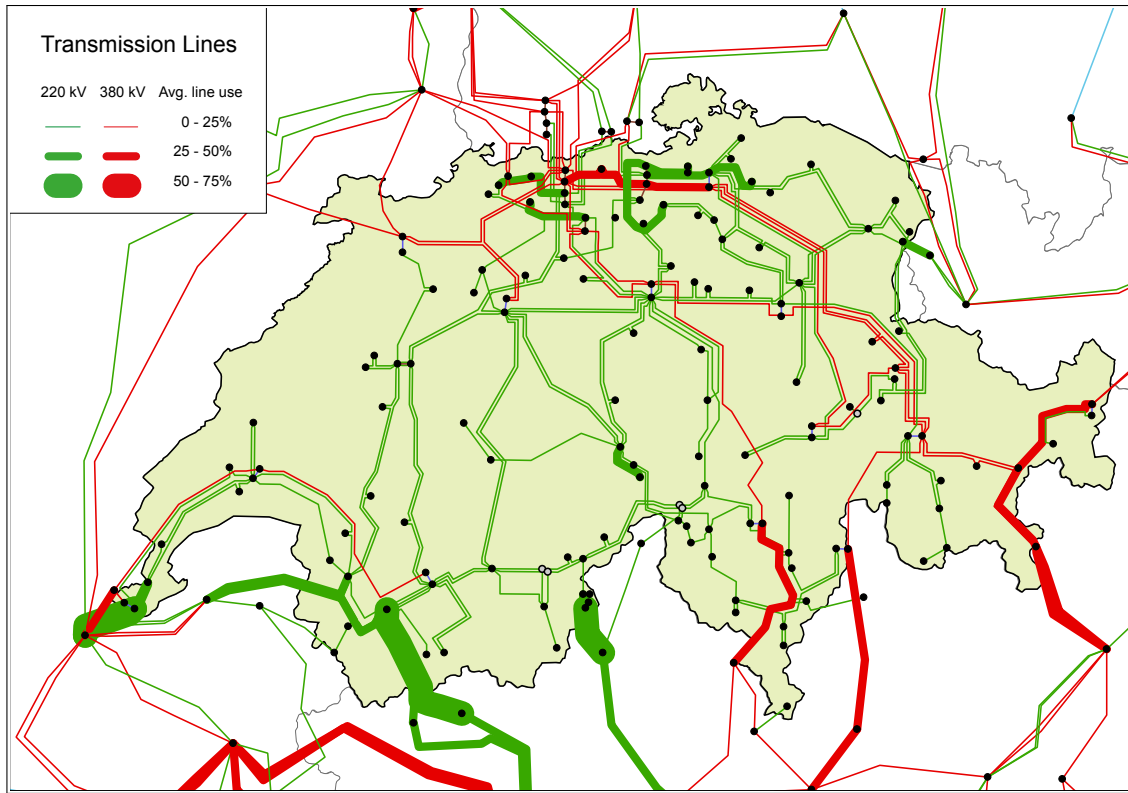 Transmission Lines
220 kV 380 kV Avg. line use
0 - 25%
25 - 50%
50 - 75%